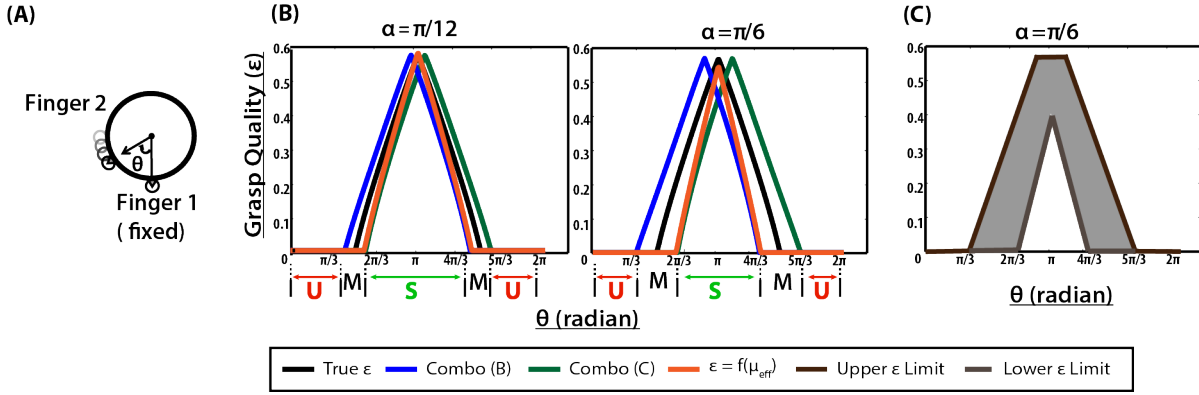 (A)
Finger 2
θ
Finger 1
( fixed)
(B)
α = π/12
Grasp Quality (ε)
0.6
0.5
0.4
0.3
0.2
0.1
0
π/3
2π/3
π
4π/3
5π/3
2π
U
M
S
M
U
α = π/6
0.6
0.5
0.4
0.3
0.2
0.1
0
π/3
2π/3
π
4π/3
5π/3
2π
U
M
S
M
U
θ (radian)
(C)
α = π/6
0.6
0.5
0.4
0.3
0.2
0.1
0
π/3
2π/3
π
4π/3
5π/3
2π
θ (radian)
True ε
Combo (B)
Combo (C)
ε = f(μeff)
Upper ε Limit
Lower ε Limit